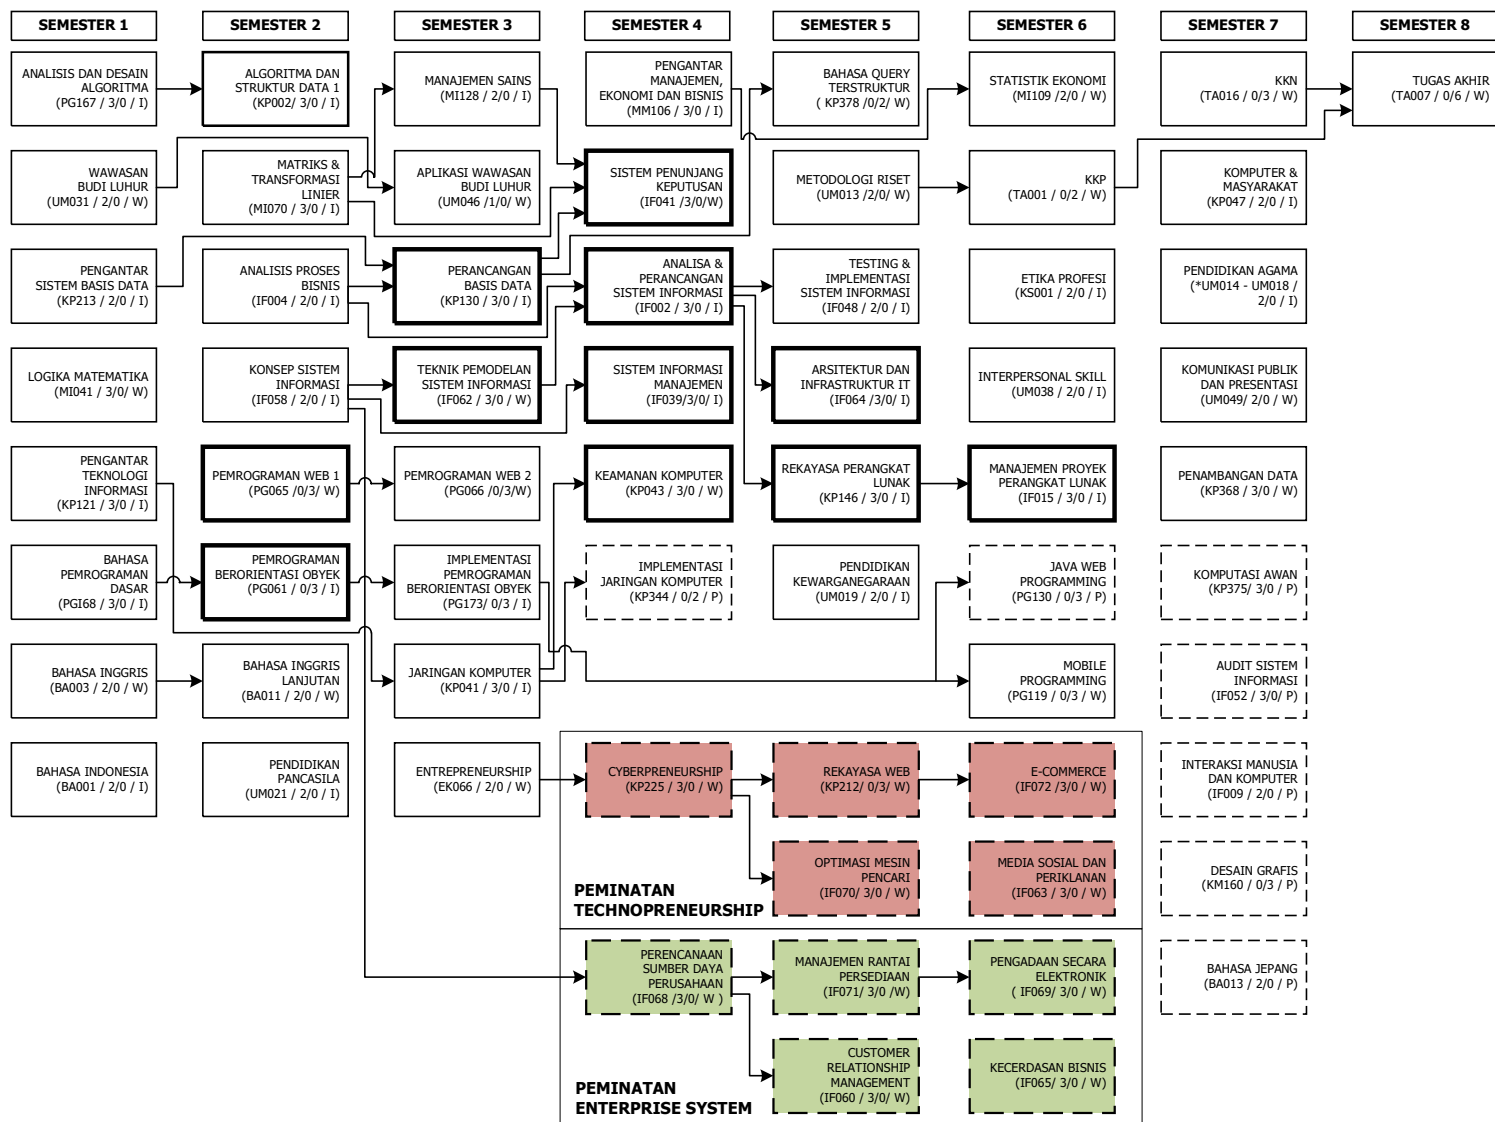 SEMESTER 1
SEMESTER 2
SEMESTER 3
SEMESTER 4
SEMESTER 5
SEMESTER 6
SEMESTER 7
SEMESTER 8
ANALISIS DAN DESAIN
ALGORITMA
(PG167 / 3/0 / I)
ALGORITMA DAN
STRUKTUR DATA 1
(KP002/ 3/0 / I)
MANAJEMEN SAINS
(MI128 / 2/0 / I)
PENGANTAR
MANAJEMEN,
EKONOMI DAN BISNIS
(MM106 / 3/0 / I)
BAHASA QUERY
TERSTRUKTUR
( KP378 /0/2/ W)
STATISTIK EKONOMI
(MI109 /2/0 / W)
KKN
(TA016 / 0/3 / W)
TUGAS AKHIR
(TA007 / 0/6 / W)
WAWASAN
BUDI LUHUR
(UM031 / 2/0 / W)
MATRIKS &
TRANSFORMASI
LINIER
(MI070 / 3/0 / I)
APLIKASI WAWASAN
BUDI LUHUR
(UM046 /1/0/ W)
SISTEM PENUNJANG
KEPUTUSAN
(IF041 /3/0/W)
METODOLOGI RISET
(UM013 /2/0/ W)
KKP
(TA001 / 0/2 / W)
KOMPUTER &
MASYARAKAT
(KP047 / 2/0 / I)
PENGANTAR
SISTEM BASIS DATA
(KP213 / 2/0 / I)
ANALISIS PROSES
BISNIS
(IF004 / 2/0 / I)
PERANCANGAN
BASIS DATA
(KP130 / 3/0 / I)
ANALISA &
PERANCANGAN
SISTEM INFORMASI
(IF002 / 3/0 / I)
TESTING &
IMPLEMENTASI
SISTEM INFORMASI
(IF048 / 2/0 / I)
ETIKA PROFESI
(KS001 / 2/0 / I)
PENDIDIKAN AGAMA
(*UM014 - UM018 /
2/0 / I)
LOGIKA MATEMATIKA
(MI041 / 3/0/ W)
KONSEP SISTEM
INFORMASI
(IF058 / 2/0 / I)
TEKNIK PEMODELAN
SISTEM INFORMASI
(IF062 / 3/0 / W)
SISTEM INFORMASI
MANAJEMEN
(IF039/3/0/ I)
ARSITEKTUR DAN
INFRASTRUKTUR IT
(IF064 /3/0/ I)
INTERPERSONAL SKILL
(UM038 / 2/0 / I)
KOMUNIKASI PUBLIK
DAN PRESENTASI
(UM049/ 2/0 / W)
PENGANTAR
TEKNOLOGI
INFORMASI
(KP121 / 3/0 / I)
PEMROGRAMAN WEB 1
(PG065 /0/3/ W)
PEMROGRAMAN WEB 2
(PG066 /0/3/W)
KEAMANAN KOMPUTER
(KP043 / 3/0 / W)
REKAYASA PERANGKAT
LUNAK
(KP146 / 3/0 / I)
MANAJEMEN PROYEK
PERANGKAT LUNAK
(IF015 / 3/0 / I)
PENAMBANGAN DATA
(KP368 / 3/0 / W)
BAHASA
PEMROGRAMAN
DASAR
(PGI68 / 3/0 / I)
PEMROGRAMAN
BERORIENTASI OBYEK
(PG061 / 0/3 / I)
IMPLEMENTASI
PEMROGRAMAN
BERORIENTASI OBYEK
(PG173/ 0/3 / I)
IMPLEMENTASI
JARINGAN KOMPUTER
(KP344 / 0/2 / P)
PENDIDIKAN
KEWARGANEGARAAN
(UM019 / 2/0 / I)
JAVA WEB
PROGRAMMING
(PG130 / 0/3 / P)
KOMPUTASI AWAN
(KP375/ 3/0 / P)
BAHASA INGGRIS
(BA003 / 2/0 / W)
BAHASA INGGRIS
LANJUTAN
(BA011 / 2/0 / W)
JARINGAN KOMPUTER
(KP041 / 3/0 / I)
MOBILE
PROGRAMMING
(PG119 / 0/3 / W)
AUDIT SISTEM
INFORMASI
(IF052 / 3/0/ P)
BAHASA INDONESIA
(BA001 / 2/0 / I)
PENDIDIKAN
PANCASILA
(UM021 / 2/0 / I)
ENTREPRENEURSHIP
(EK066 / 2/0 / W)
CYBERPRENEURSHIP
(KP225 / 3/0 / W)
REKAYASA WEB
(KP212/ 0/3/ W)
E-COMMERCE
(IF072 /3/0 / W)
INTERAKSI MANUSIA
DAN KOMPUTER
(IF009 / 2/0 / P)
PEMINATAN
TECHNOPRENEURSHIP
OPTIMASI MESIN
PENCARI
(IF070/ 3/0 / W)
MEDIA SOSIAL DAN
PERIKLANAN
(IF063 / 3/0 / W)
DESAIN GRAFIS
(KM160 / 0/3 / P)
PERENCANAAN
SUMBER DAYA
PERUSAHAAN
(IF068 /3/0/ W )
MANAJEMEN RANTAI
PERSEDIAAN
(IF071/ 3/0 /W)
PENGADAAN SECARA
ELEKTRONIK
( IF069/ 3/0 / W)
BAHASA JEPANG
(BA013 / 2/0 / P)
PEMINATAN
ENTERPRISE SYSTEM
CUSTOMER
RELATIONSHIP
MANAGEMENT
(IF060 / 3/0/ W)
KECERDASAN BISNIS
(IF065/ 3/0 / W)